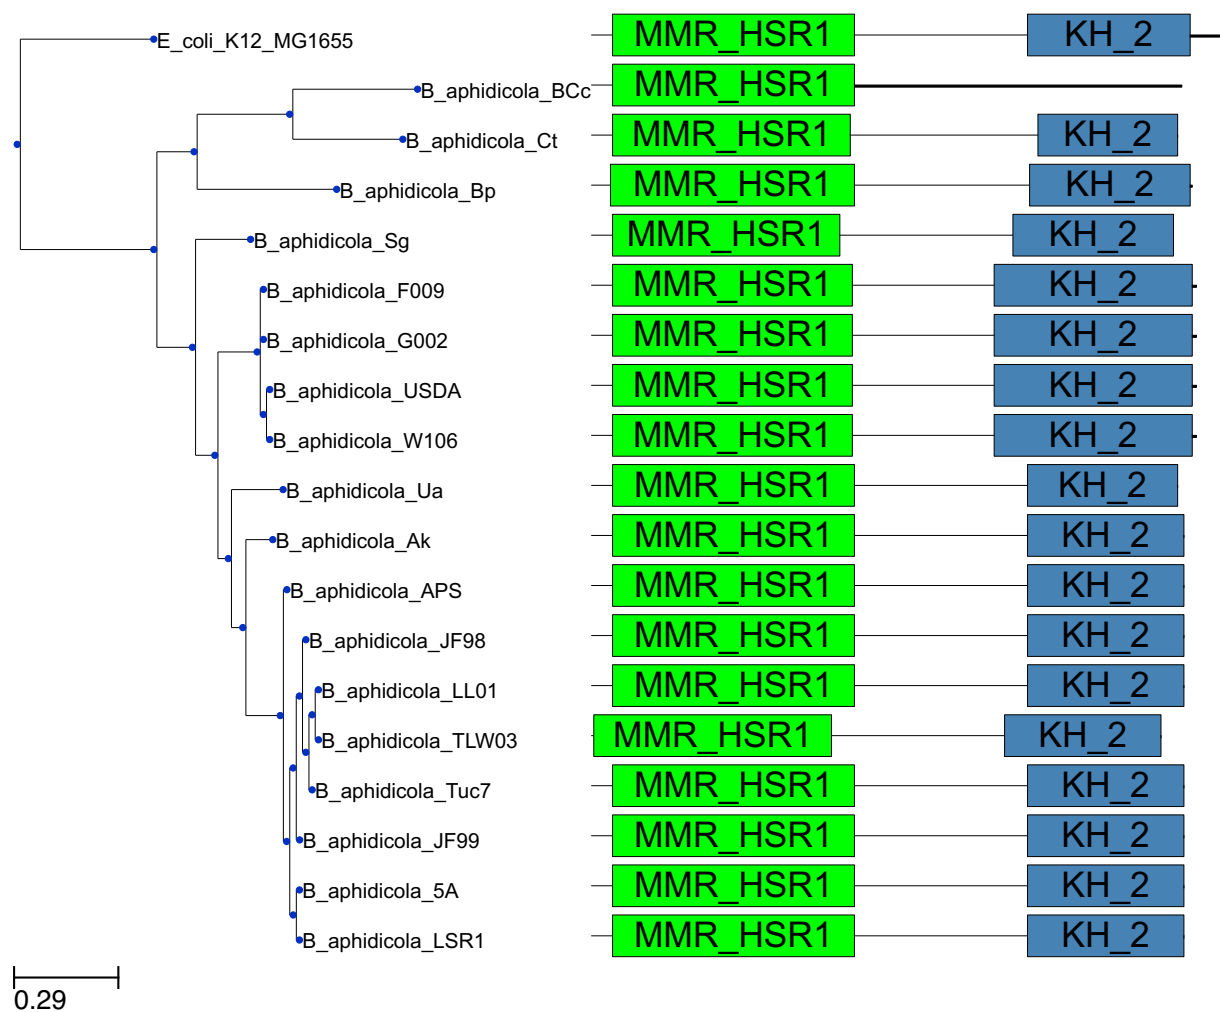 E_coli_K12_MG1655 MMR_HSR1 KH_2
B_aphidicola_BCc MMR_HSR1
B_aphidicola_Ct MMR_HSR1 KH_2
B_aphidicola_Bp MMR_HSR1 KH_2
B_aphidicola_Sg MMR_HSR1 KH_2
B_aphidicola_F009 MMR_HSR1 KH_2
B_aphidicola_G002 MMR_HSR1 KH_2
B_aphidicola_USDA MMR_HSR1 KH_2
B_aphidicola_W106 MMR_HSR1 KH_2
B_aphidicola_Ua MMR_HSR1 KH_2
B_aphidicola_Ak MMR_HSR1 KH_2
B_aphidicola_APS MMR_HSR1 KH_2
B_aphidicola_JF98 MMR_HSR1 KH_2
B_aphidicola_LL01 MMR_HSR1 KH_2
B_aphidicola_TLW03 MMR_HSR1 KH_2
B_aphidicola_Tuc7 MMR_HSR1 KH_2
B_aphidicola_JF99 MMR_HSR1 KH_2
B_aphidicola_5A MMR_HSR1 KH_2
B_aphidicola_LSR1 MMR_HSR1 KH_2
0.29